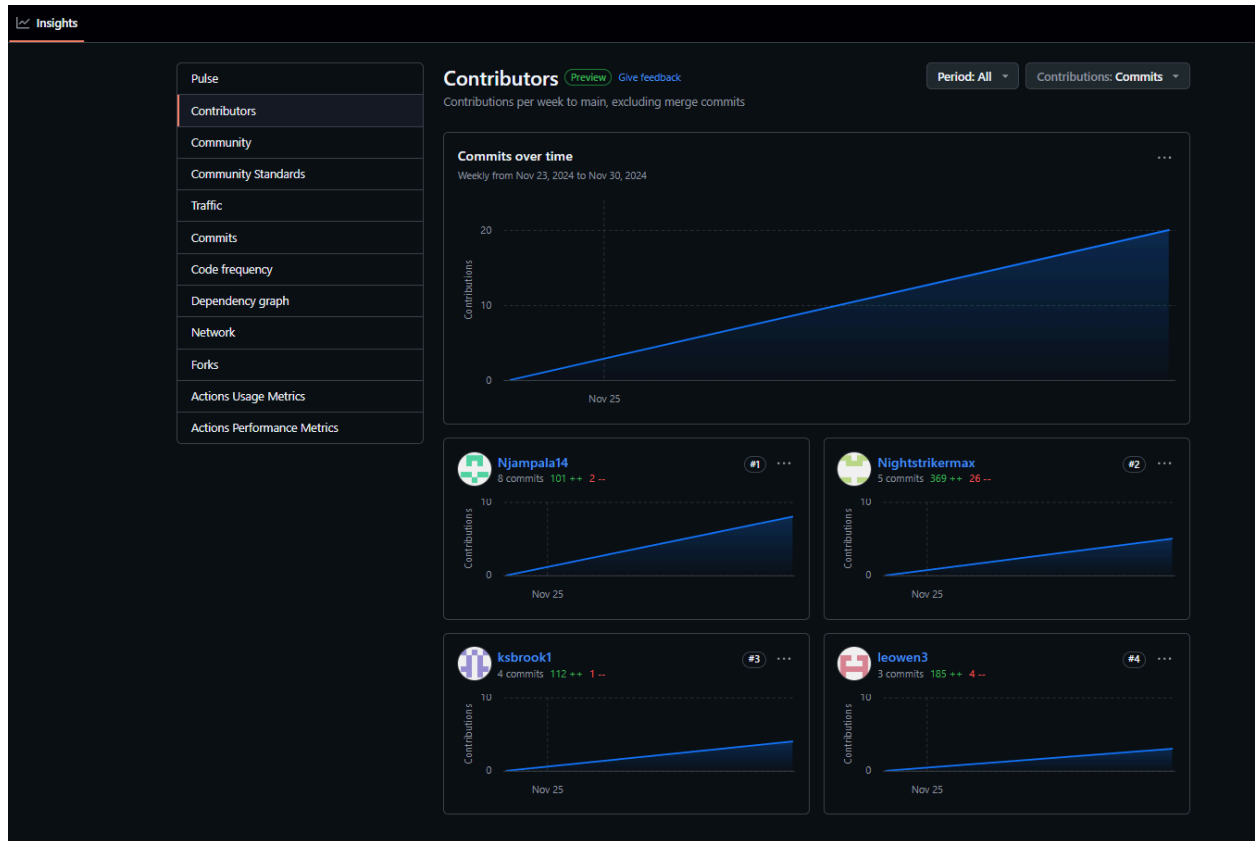 Insights
Pulse
Contributors
Community
Community Standards
Traffic
Commits
Code frequency
Dependency graph
Network
Forks
Actions Usage Metrics
Actions Performance Metrics
Contributors Preview Give feedback
Period: All Contributions: Commits
Contributions per week to main, excluding merge commits
Commits over time
Weekly from Nov 23, 2024 to Nov 30, 2024
20
10
0
Contributions
Nov 25
Njampala14 #1
8 commits 101 ++ 2 --
10
0
Contributions
Nov 25
Nightstrikermax #2
5 commits 369 ++ 26 --
10
0
Contributions
Nov 25
ksbrook1 #3
4 commits 112 ++ 1 --
10
0
Contributions
Nov 25
leowen3 #4
3 commits 185 ++ 4 --
10
0
Contributions
Nov 25